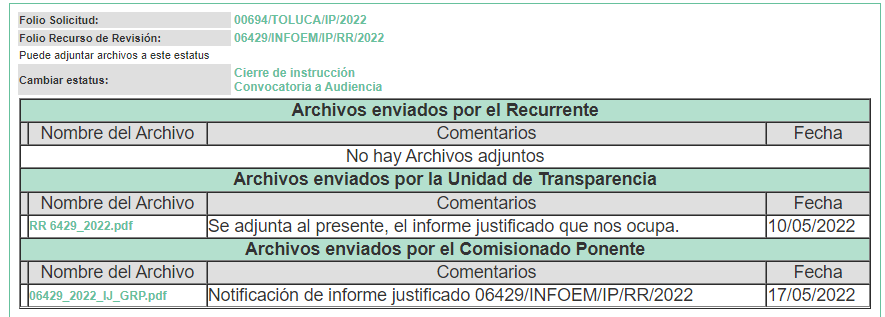 Folio Solicitud: 00694/TOLUCA/IP/2022
Folio Recurso de Revisión: 06429/INFOEM/IP/RR/2022
Puede adjuntar archivos a este estatus
Cambiar estatus: Cierre de instrucción
Convocatoria a Audiencia
Archivos enviados por el Recurrente
Nombre del Archivo Comentarios Fecha
No hay Archivos adjuntos
Archivos enviados por la Unidad de Transparencia
Nombre del Archivo Comentarios Fecha
RR 6429_2022.pdf Se adjunta al presente, el informe justificado que nos ocupa. 10/05/2022
Archivos enviados por el Comisionado Ponente
Nombre del Archivo Comentarios Fecha
06429_2022_IJ_GRP.pdf Notificación de informe justificado 06429/INFOEM/IP/RR/2022 17/05/2022